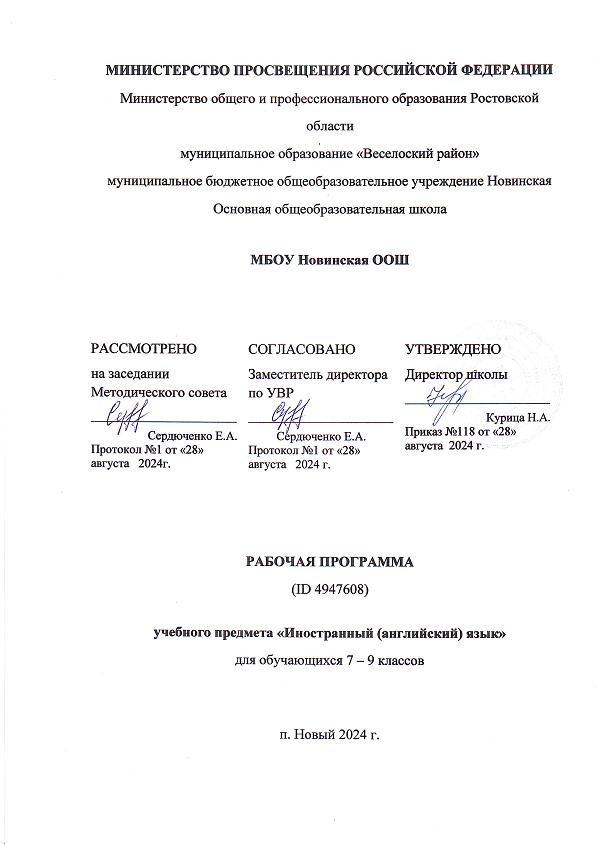 МИНИСТЕРСТВО ПРОСВЕЩЕНИЯ РОССИЙСКОЙ ФЕДЕРАЦИИ
Министерство общего и профессионального образования Ростовской
области
муниципальное образование «Веселоский район»
муниципальное бюджетное общеобразовательное учреждение Новинская
Основная общеобразовательная школа
МБОУ Новинская ООШ
РАССМОТРЕНО
на заседании
Методического совета
Сердюченко Е.А.
Протокол №1 от «28»
августа 2024г.
СОГЛАСОВАНО
Заместитель директора
по УВР
Сердюченко Е.А.
Протокол №1 от «28»
августа 2024 г.
УТВЕРЖДЕНО
Директор школы
Курица Н.А.
Приказ №118 от «28»
августа 2024 г.
РАБОЧАЯ ПРОГРАММА
(ID 4947608)
учебного предмета «Иностранный (английский) язык»
для обучающихся 7 – 9 классов
п. Новый 2024 г.